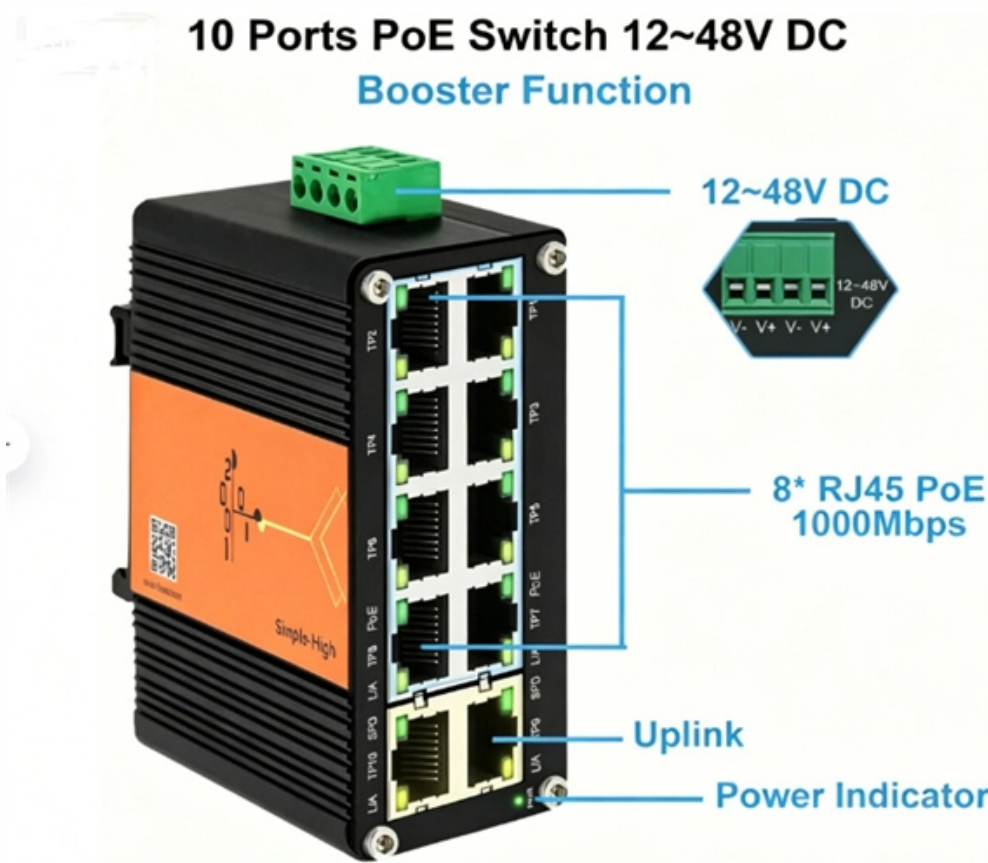 10 Ports PoE Switch 12~48V DC
Booster Function
12~48V DC
12-48V
DC
V- V+ V- V+
TP2
TP1
TP4
TP3
TP6
TP5
PoE
PoE
TP8
TP7
L/A
L/A
8* RJ45 PoE
1000Mbps
SPD
SPD
TP10
TP9
L/A
L/A
Simple-High
Uplink
Power Indicator